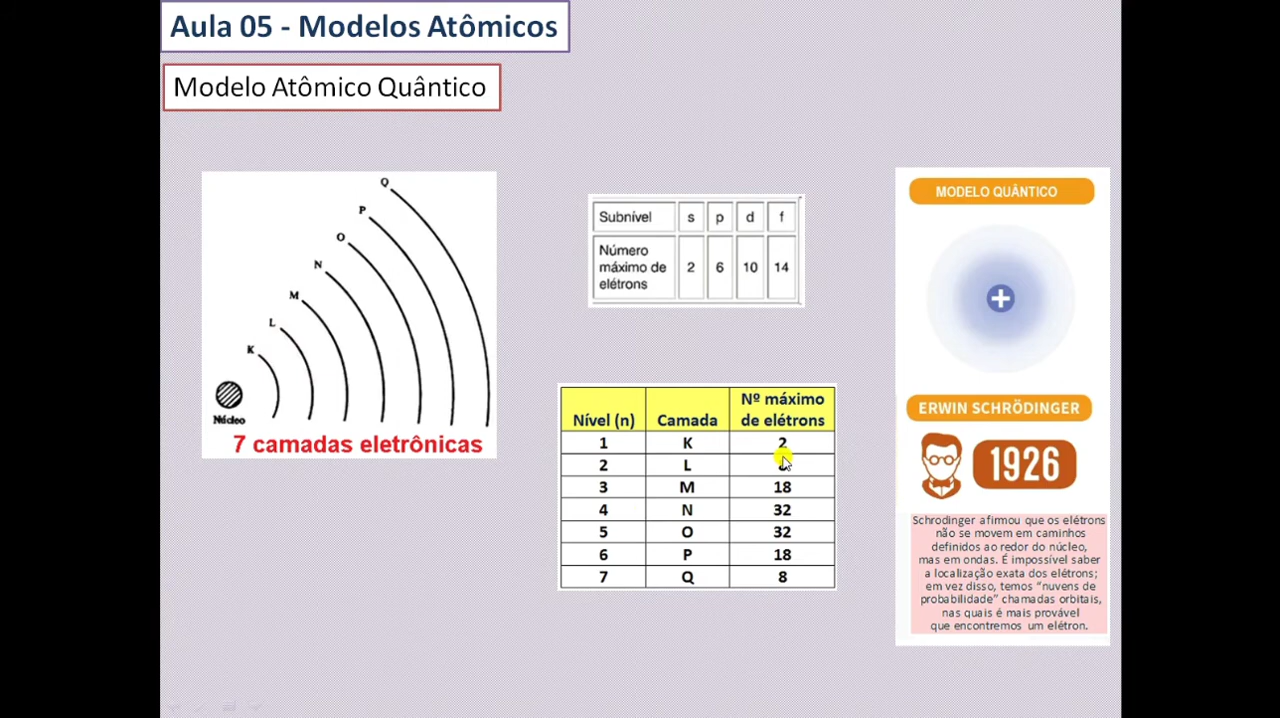 Aula 05 - Modelos Atômicos
Modelo Atômico Quântico
Q
P
O
N
M
L
K
Núcleo
7 camadas eletrônicas
Subnível s p d f
Número
máximo de
elétrons
2 6 10 14
Nível (n) Camada Nº máximo
de elétrons
1 K 2
2 L
3 M 18
4 N 32
5 O 32
6 P 18
7 Q 8
MODELO QUÂNTICO
+
ERWIN SCHRÖDINGER
1926
Schrodinger afirmou que os elétrons
não se movem em caminhos
definidos ao redor do núcleo,
mas em ondas. É impossível saber
a localização exata dos elétrons;
em vez disso, temos “nuvens de
probabilidade” chamadas orbitais,
nas quais é mais provável
que encontremos um elétron.